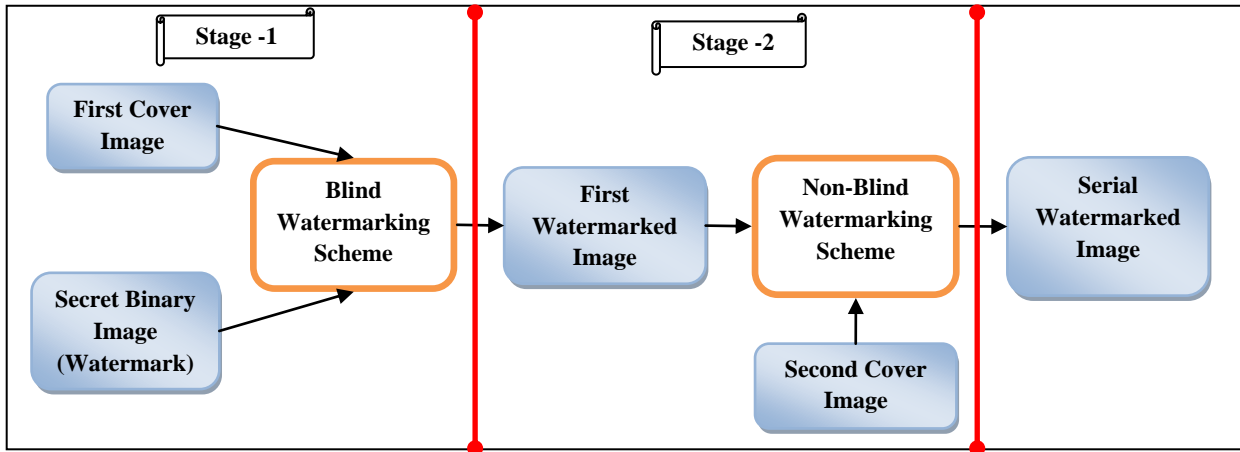 Stage -1
First Cover
Image
Secret Binary
Image
(Watermark)
Blind
Watermarking
Scheme
Stage -2
First
Watermarked
Image
Non-Blind
Watermarking
Scheme
Second Cover
Image
Serial
Watermarked
Image